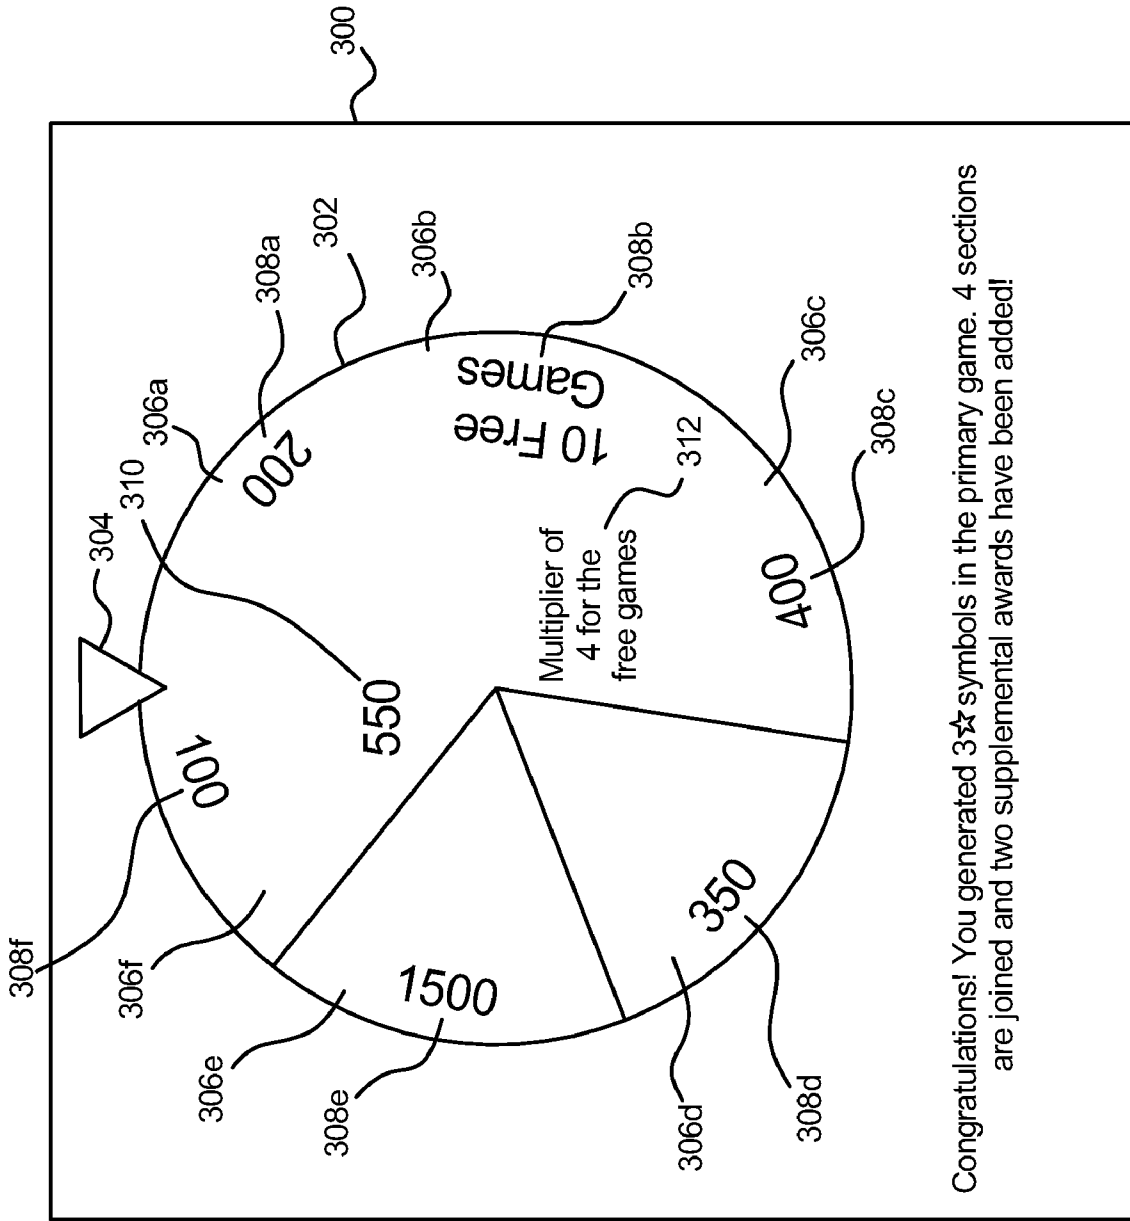 300
304
310
306a
308a
302
306b
308b
306c
308c
312
308f
306f
306e
308e
306d
308d
100
200
550
10 Free
Games
Multiplier of
4 for the
free games
400
350
1500
Congratulations! You generated 3☆ symbols in the primary game. 4 sections
are joined and two supplemental awards have been added!